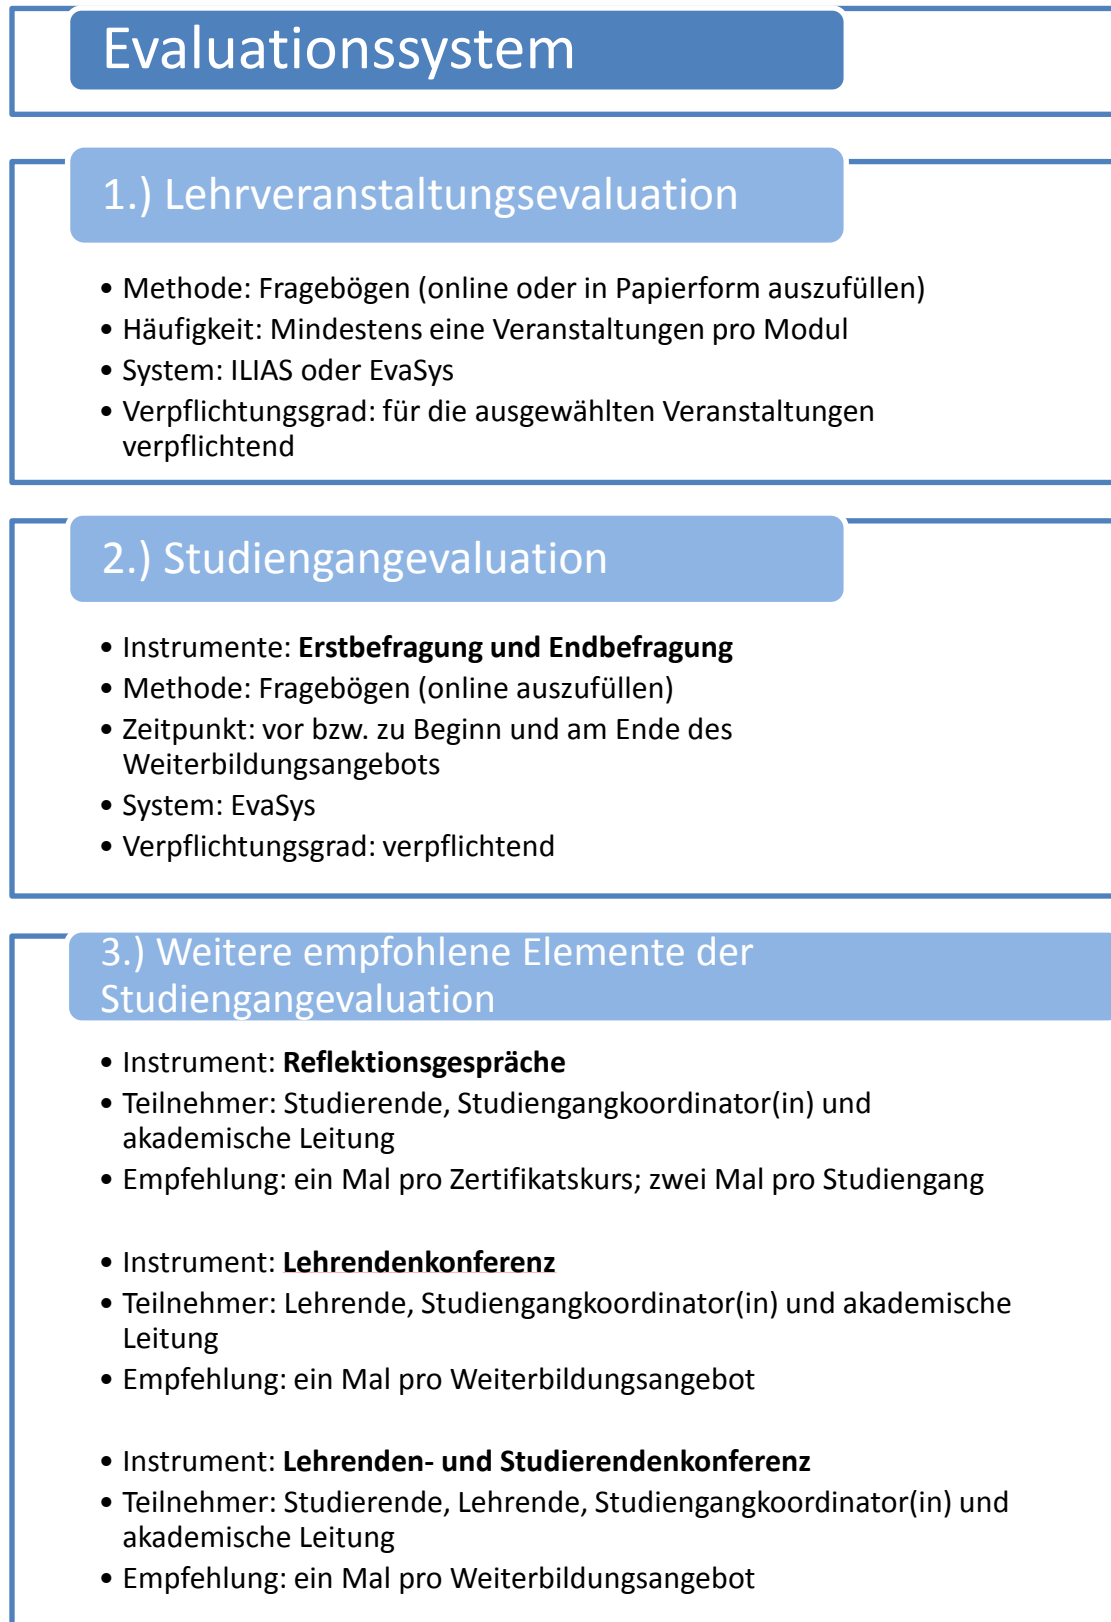 Evaluationssystem
1.) Lehrveranstaltungsevaluation
• Methode: Fragebögen (online oder in Papierform auszufüllen)
• Häufigkeit: Mindestens eine Veranstaltungen pro Modul
• System: ILIAS oder EvaSys
• Verpflichtungsgrad: für die ausgewählten Veranstaltungen
verpflichtend
2.) Studiengangevaluation
• Instrumente: Erstbefragung und Endbefragung
• Methode: Fragebögen (online auszufüllen)
• Zeitpunkt: vor bzw. zu Beginn und am Ende des
Weiterbildungsangebots
• System: EvaSys
• Verpflichtungsgrad: verpflichtend
3.) Weitere empfohlene Elemente der
Studiengangevaluation
• Instrument: Reflektionsgespräche
• Teilnehmer: Studierende, Studiengangkoordinator(in) und
akademische Leitung
• Empfehlung: ein Mal pro Zertifikatskurs; zwei Mal pro Studiengang
• Instrument: Lehrendenkonferenz
• Teilnehmer: Lehrende, Studiengangkoordinator(in) und akademische
Leitung
• Empfehlung: ein Mal pro Weiterbildungsangebot
• Instrument: Lehrenden- und Studierendenkonferenz
• Teilnehmer: Studierende, Lehrende, Studiengangkoordinator(in) und
akademische Leitung
• Empfehlung: ein Mal pro Weiterbildungsangebot